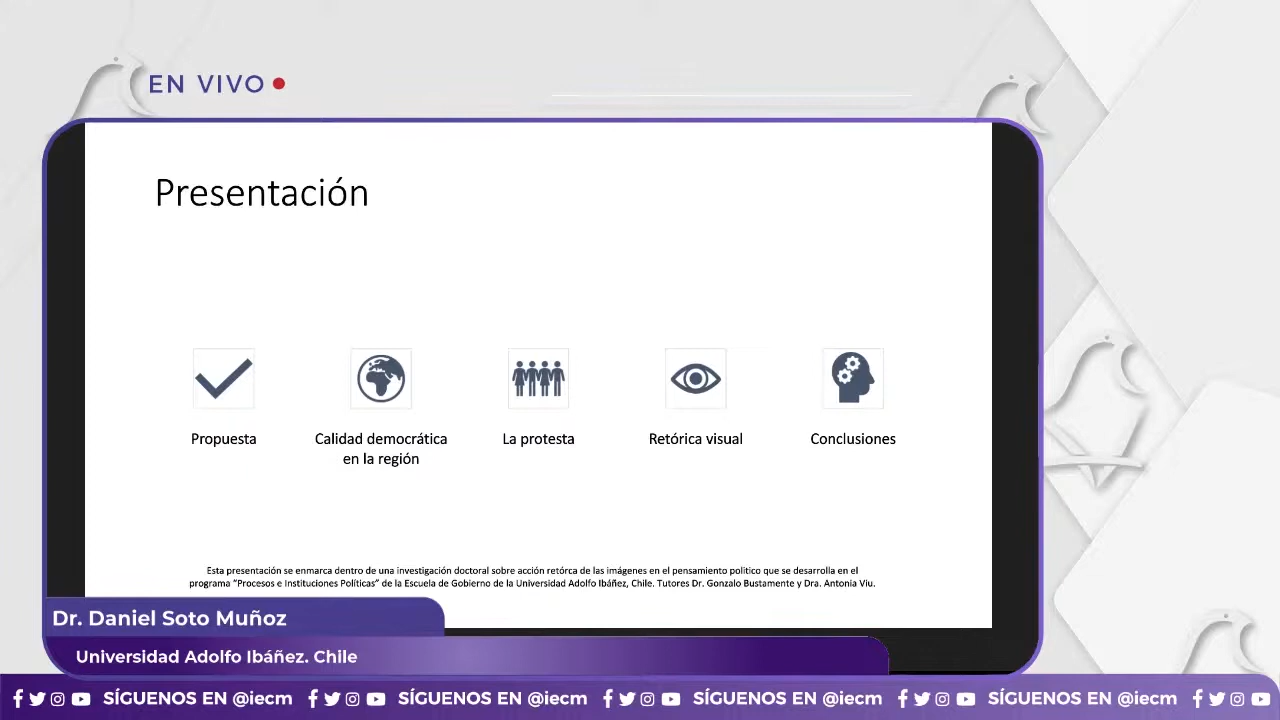 EN VIVO
Presentación
Propuesta
Calidad democrática
en la región
La protesta
Retórica visual
Conclusiones
Esta presentación se enmarca dentro de una investigación doctoral sobre acción retórca de las imágenes en el pensamiento politico que se desarrolla en el
programa “Procesos e Instituciones Políticas” de la Escuela de Gobierno de la Universidad Adolfo Ibáñez, Chile. Tutores Dr. Gonzalo Bustamante y Dra. Antonia Viu.
Dr. Daniel Soto Muñoz
Universidad Adolfo Ibáñez. Chile
SÍGUENOS EN @iecm SÍGUENOS EN @iecm SÍGUENOS EN @iecm SÍGUENOS EN @iecm